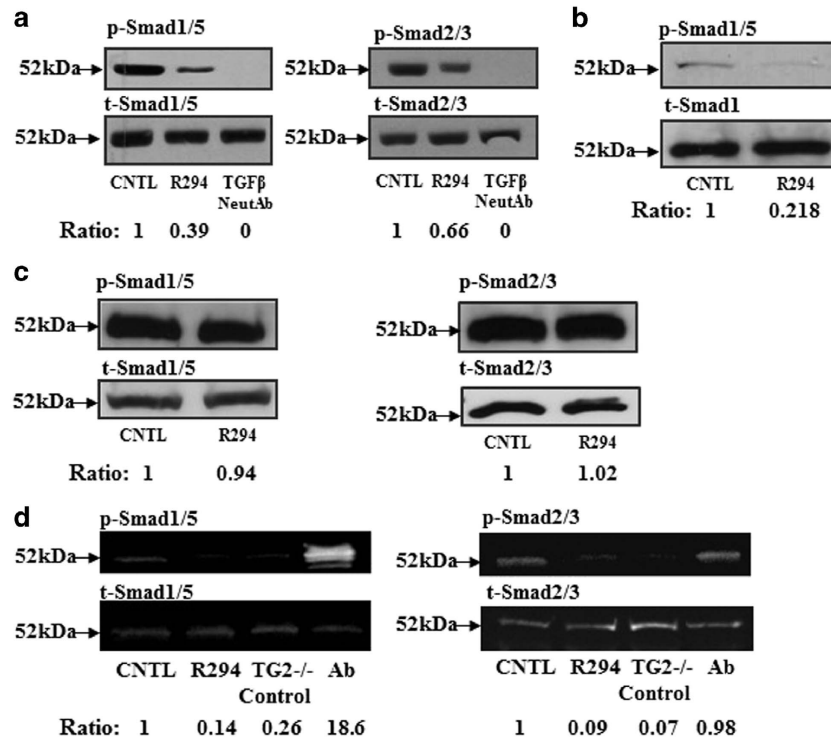 a
p-Smad1/5
52kDa
t-Smad1/5
52kDa
CNTL R294 TGFβ NeutAb
Ratio: 1 0.39 0
p-Smad2/3
52kDa
t-Smad2/3
52kDa
CNTL R294 TGFβ NeutAb
1 0.66 0
b
p-Smad1/5
52kDa
t-Smad1
52kDa
CNTL R294
1 0.218
c
p-Smad1/5
52kDa
t-Smad1/5
52kDa
CNTL R294
Ratio: 1 0.94
p-Smad2/3
52kDa
t-Smad2/3
52kDa
CNTL R294
1 1.02
d
p-Smad1/5
52kDa
t-Smad1/5
52kDa
CNTL R294 TG2-/- Ab
Control
Ratio: 1 0.14 0.26 18.6
p-Smad2/3
52kDa
t-Smad2/3
52kDa
CNTL R294 TG2-/- Ab
Control
1 0.09 0.07 0.98